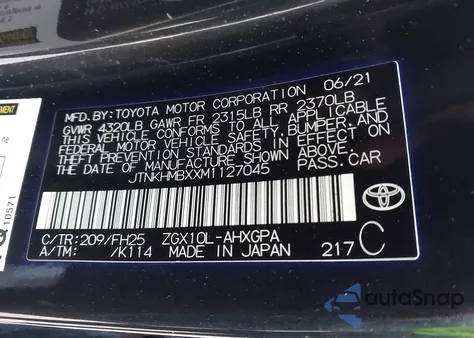 MFD. BY: TOYOTA MOTOR CORPORATION 06/21
GVWR 4320LB GAWR FR 2315LB RR 2370LB
THIS VEHICLE CONFORMS TO ALL APPLICABLE
FEDERAL MOTOR VEHICLE SAFETY, BUMPER, AND
THEFT PREVENTION STANDARDS IN EFFECT ON
THE DATE OF MANUFACTURE SHOWN ABOVE.
JTNKHMBXXM1127045 PASS. CAR
TOYOTA
C/TR: 209/FH25 ZGX10L-AHXGPA
A/TM: /K114 MADE IN JAPAN 217 C
10571
autoSnap